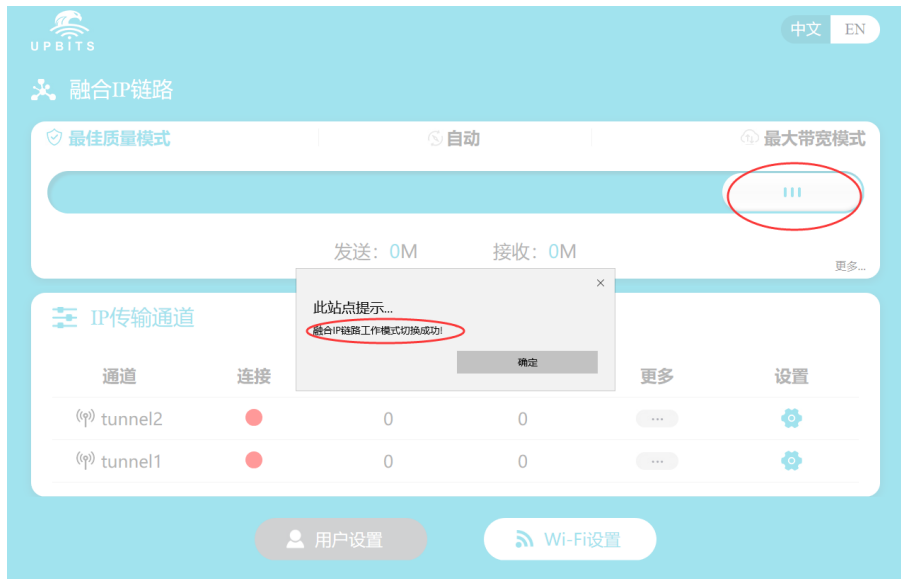 UPBITS
中文 EN
融合IP链路
最佳质量模式 自动 最大带宽模式
发送：0M 接收：0M
更多...
此站点提示...
融合IP链路工作模式切换成功!
确定
IP传输通道
通道 连接 更多 设置
tunnel2 0 0 ...
tunnel1 0 0 ...
用户设置 Wi-Fi设置